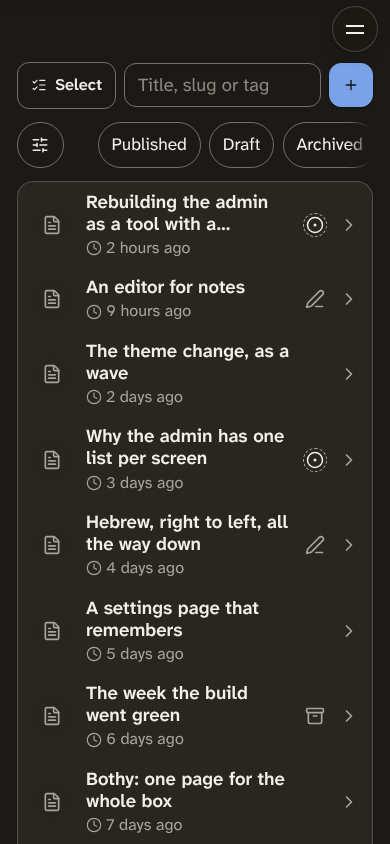 Select
Title, slug or tag
+
Published
Draft
Archived
Rebuilding the admin
as a tool with a...
2 hours ago
An editor for notes
9 hours ago
The theme change, as a
wave
2 days ago
Why the admin has one
list per screen
3 days ago
Hebrew, right to left, all
the way down
4 days ago
A settings page that
remembers
5 days ago
The week the build
went green
6 days ago
Bothy: one page for the
whole box
7 days ago